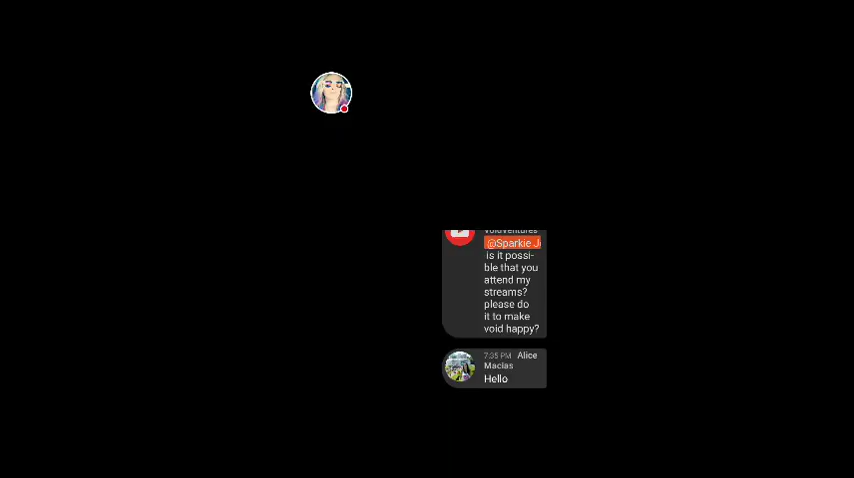 VoidVentures
@Sparkie
is it possi-
ble that you
attend my
streams?
please do
it to make
void happy?
7:35 PM Alice
Macias
Hello